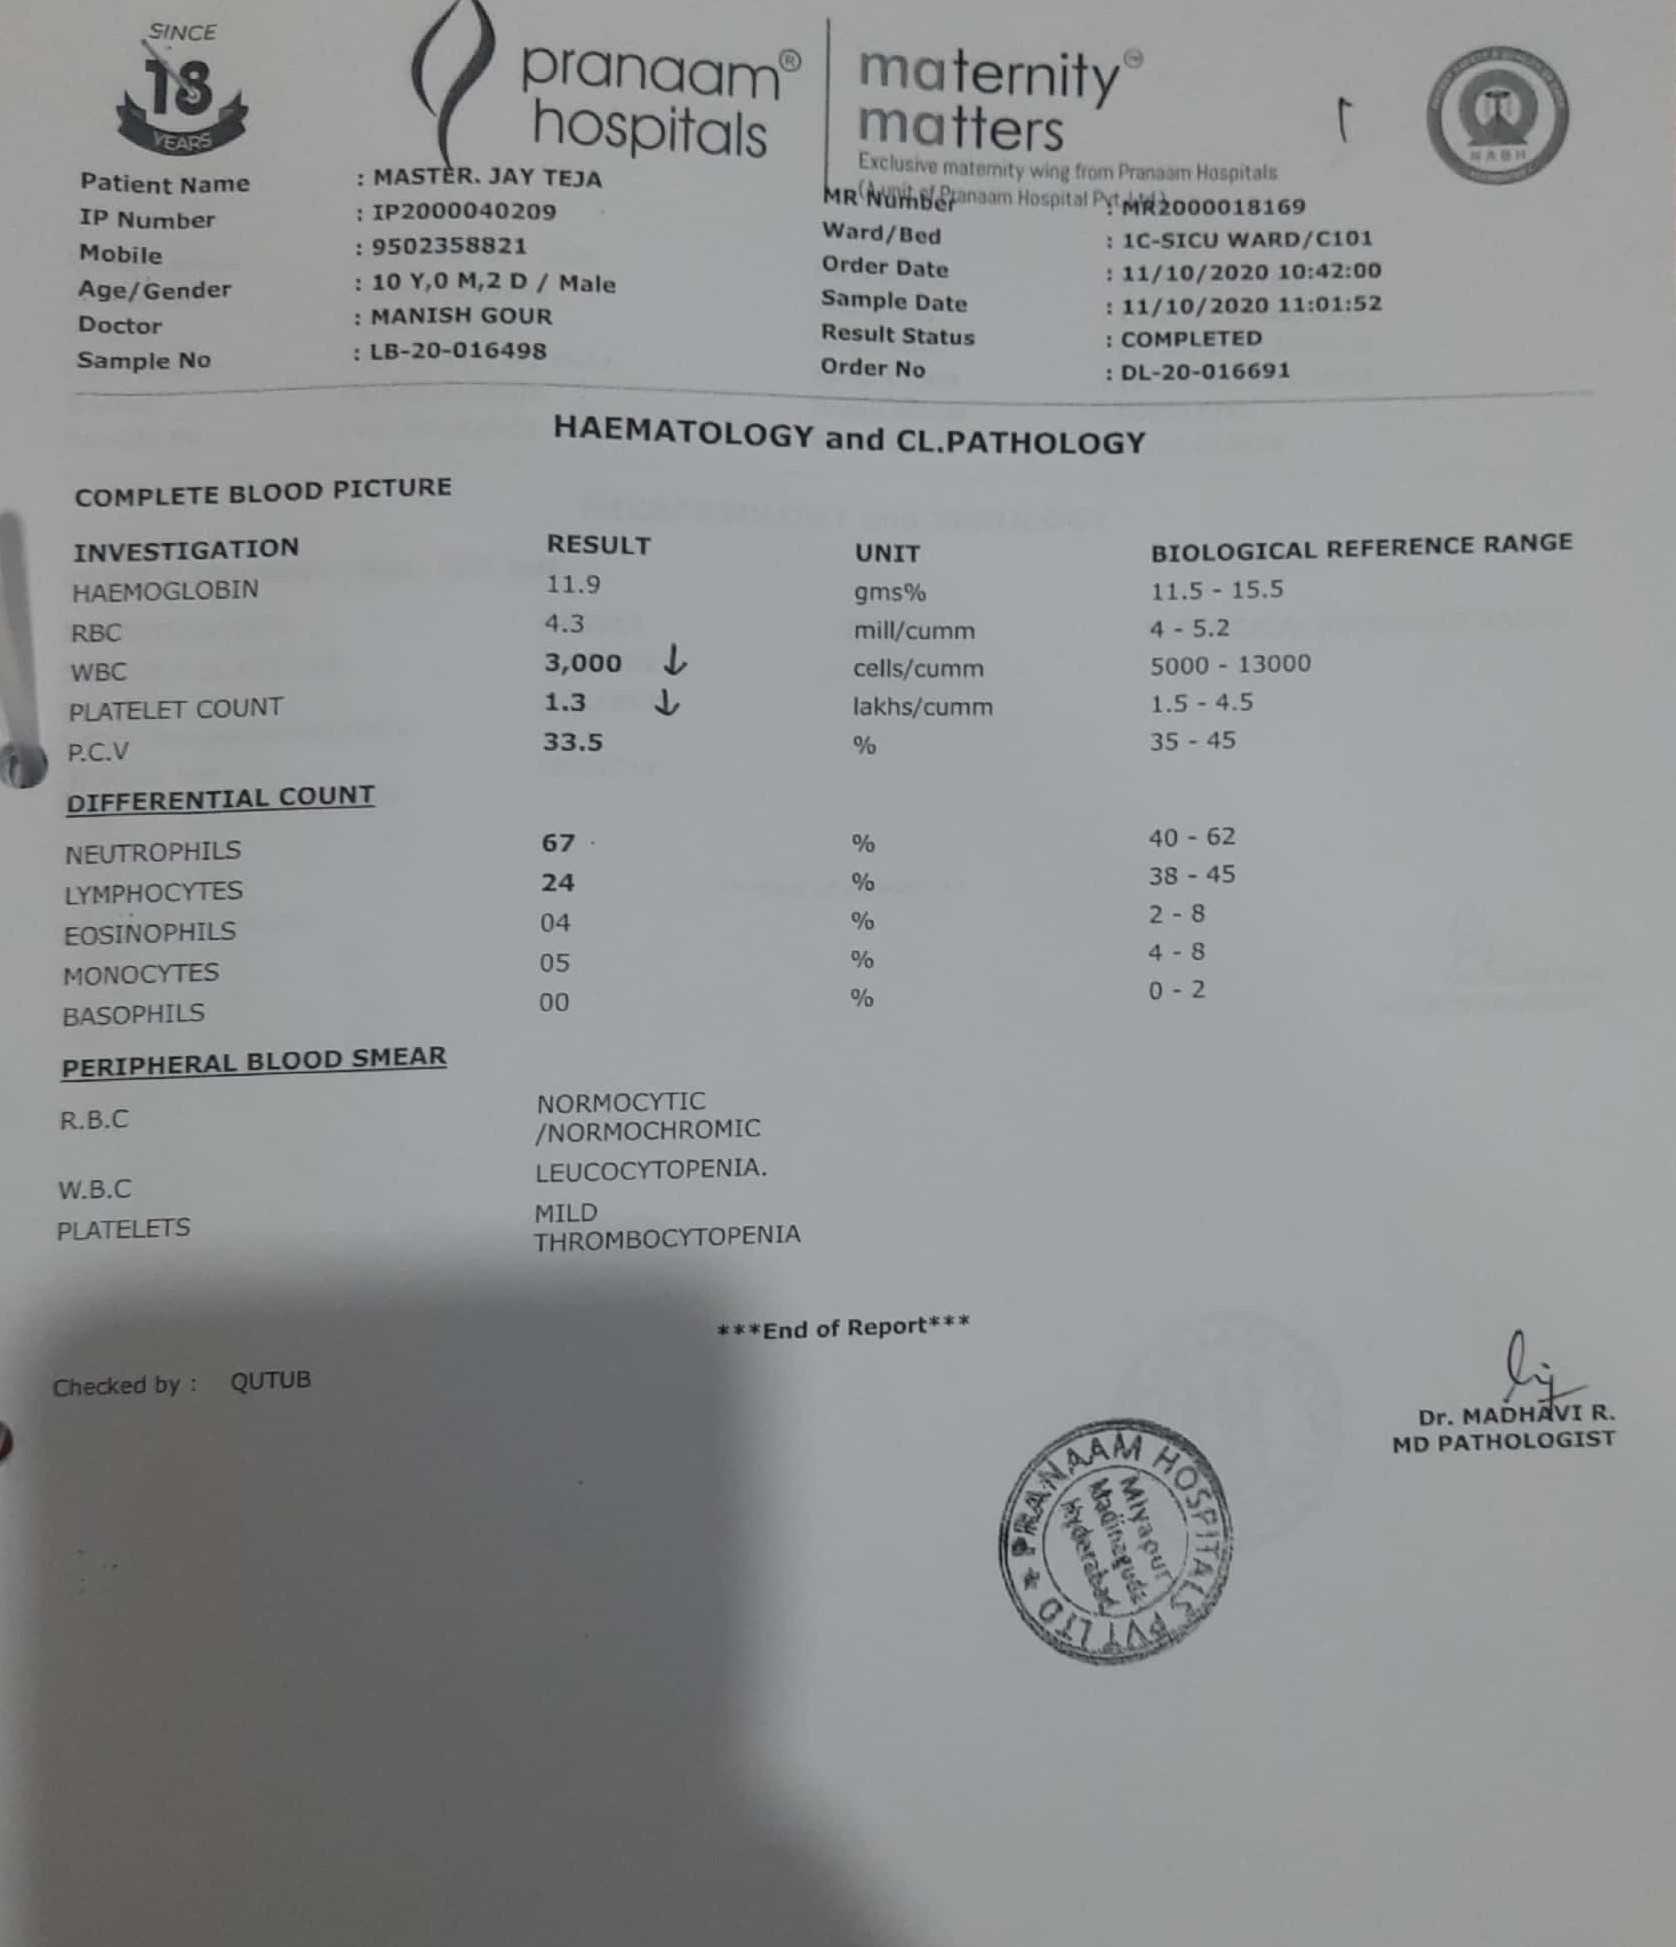 SINCE
18
YEARS
pranaam®
hospitals
maternity
matters
Exclusive maternity wing from Pranaam Hospitals
(A unit of Pranaam Hospital Pvt. Ltd.)
NABH
Patient Name : MASTER. JAY TEJA MR Number : MR2000018169
IP Number : IP2000040209 Ward/Bed : 1C-SICU WARD/C101
Mobile : 9502358821 Order Date : 11/10/2020 10:42:00
Age/Gender : 10 Y,0 M,2 D / Male Sample Date : 11/10/2020 11:01:52
Doctor : MANISH GOUR Result Status : COMPLETED
Sample No : LB-20-016498 Order No : DL-20-016691
HAEMATOLOGY and CL.PATHOLOGY
COMPLETE BLOOD PICTURE
INVESTIGATION RESULT UNIT BIOLOGICAL REFERENCE RANGE
HAEMOGLOBIN 11.9 gms% 11.5 - 15.5
RBC 4.3 mill/cumm 4 - 5.2
WBC 3,000 ↓ cells/cumm 5000 - 13000
PLATELET COUNT 1.3 ↓ lakhs/cumm 1.5 - 4.5
P.C.V 33.5 % 35 - 45
DIFFERENTIAL COUNT
NEUTROPHILS 67 % 40 - 62
LYMPHOCYTES 24 % 38 - 45
EOSINOPHILS 04 % 2 - 8
MONOCYTES 05 % 4 - 8
BASOPHILS 00 % 0 - 2
PERIPHERAL BLOOD SMEAR
R.B.C NORMOCYTIC
/NORMOCHROMIC
W.B.C LEUCOCYTOPENIA.
PLATELETS MILD
THROMBOCYTOPENIA
***End of Report***
Checked by : QUTUB
Dr. MADHAVI R.
MD PATHOLOGIST
PRANAAM HOSPITALS PVT LTD
Miyapur
Madinaguda
Hyderabad